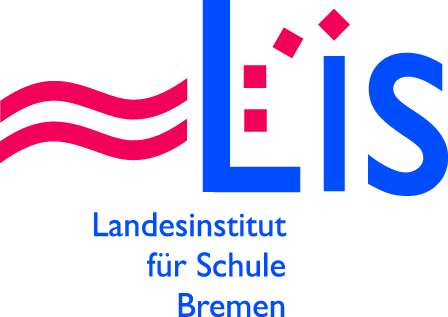 Lis
Landesinstitut
für Schule
Bremen